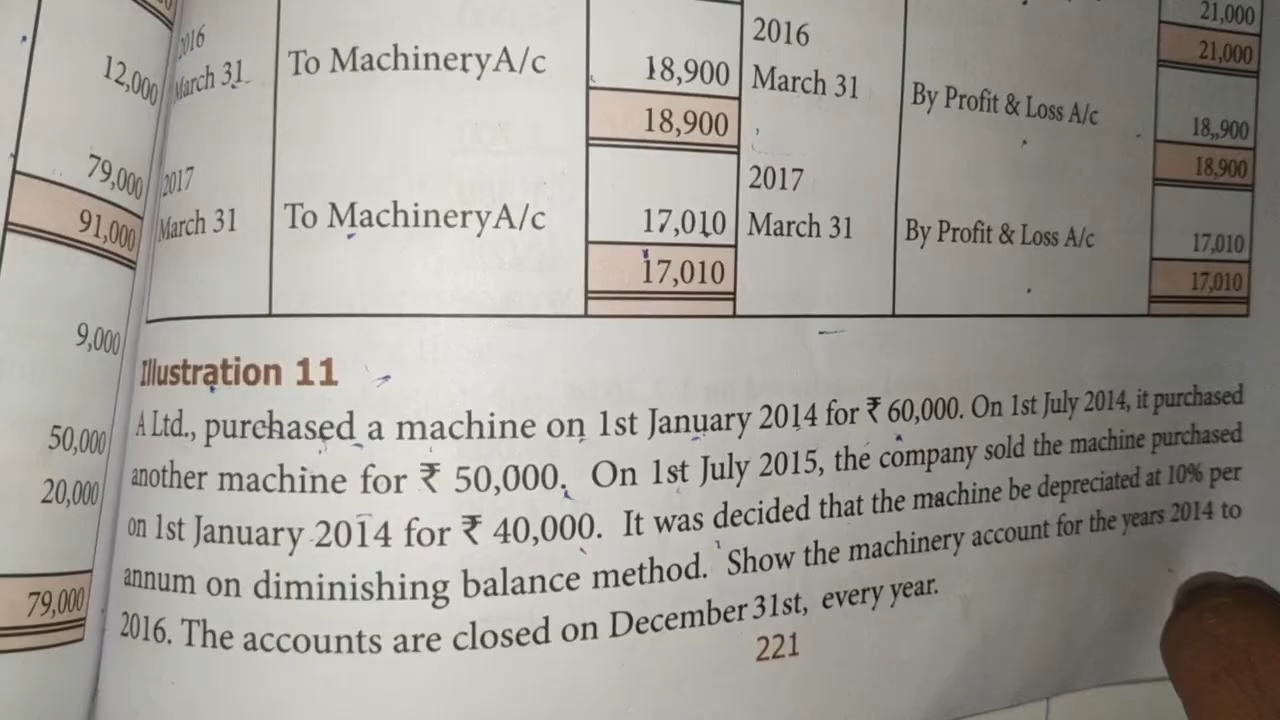 12,000
79,000
91,000
9,000
50,000
20,000
79,000
21,000
2016 2016 21,000
March 31 To Machinery A/c 18,900 March 31 By Profit & Loss A/c 18,,900
18,900 18,900
2017 2017
March 31 To Machinery A/c 17,010 March 31 By Profit & Loss A/c 17,010
17,010 17,010
Illustration 11
A Ltd., purchased a machine on 1st January 2014 for ₹ 60,000. On 1st July 2014, it purchased
another machine for ₹ 50,000. On 1st July 2015, the company sold the machine purchased
on 1st January 2014 for ₹ 40,000. It was decided that the machine be depreciated at 10% per
annum on diminishing balance method. Show the machinery account for the years 2014 to
2016. The accounts are closed on December 31st, every year.
221